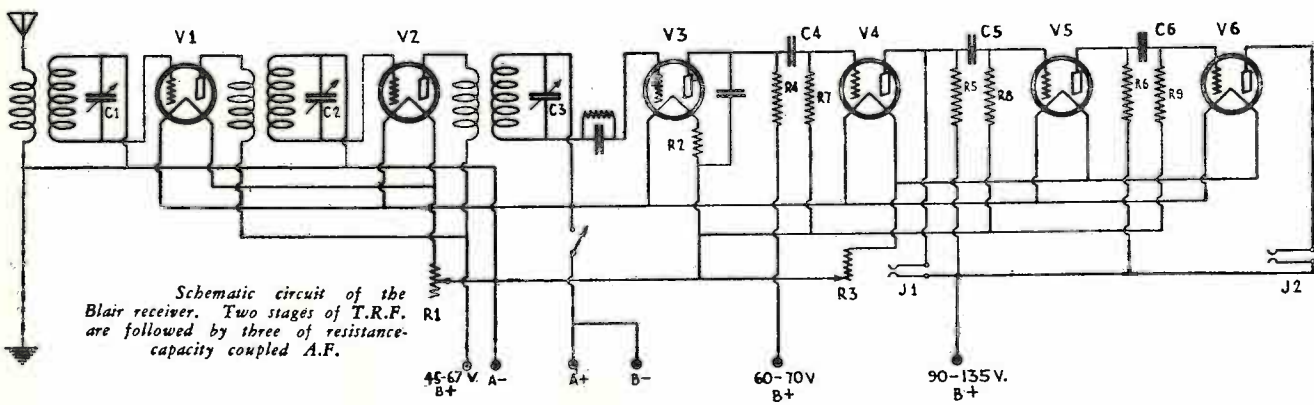 V1
V2
V3
C4
V4
C5
V5
C6
V6
C1
C2
C3
R2
R4
R7
R5
R8
R6
R9
Schematic circuit of the
Blair receiver. Two stages of T.R.F.
are followed by three of resistance-
capacity coupled A.F.
R1
R3
J1
J2
45-67 V.
B+
A-
A+
B-
60-70V
B+
90-135V.
B+